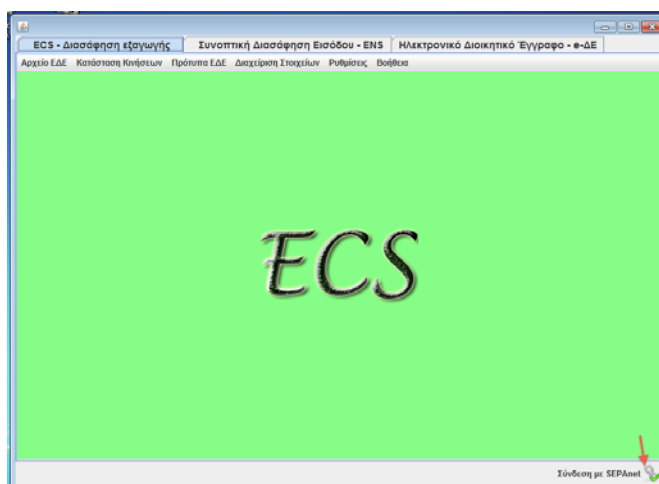 ECS - Διασάφηση εξαγωγής Συνοπτική Διασάφηση Εισόδου - ENS Ηλεκτρονικό Διοικητικό Έγγραφο - e-ΔΕ
Αρχείο ΕΔΕ Κατάσταση Κινήσεων Πρότυπα ΕΔΕ Διαχείριση Στοιχείων Ρυθμίσεις Βοήθεια
ECS
Σύνδεση με SEPAnet